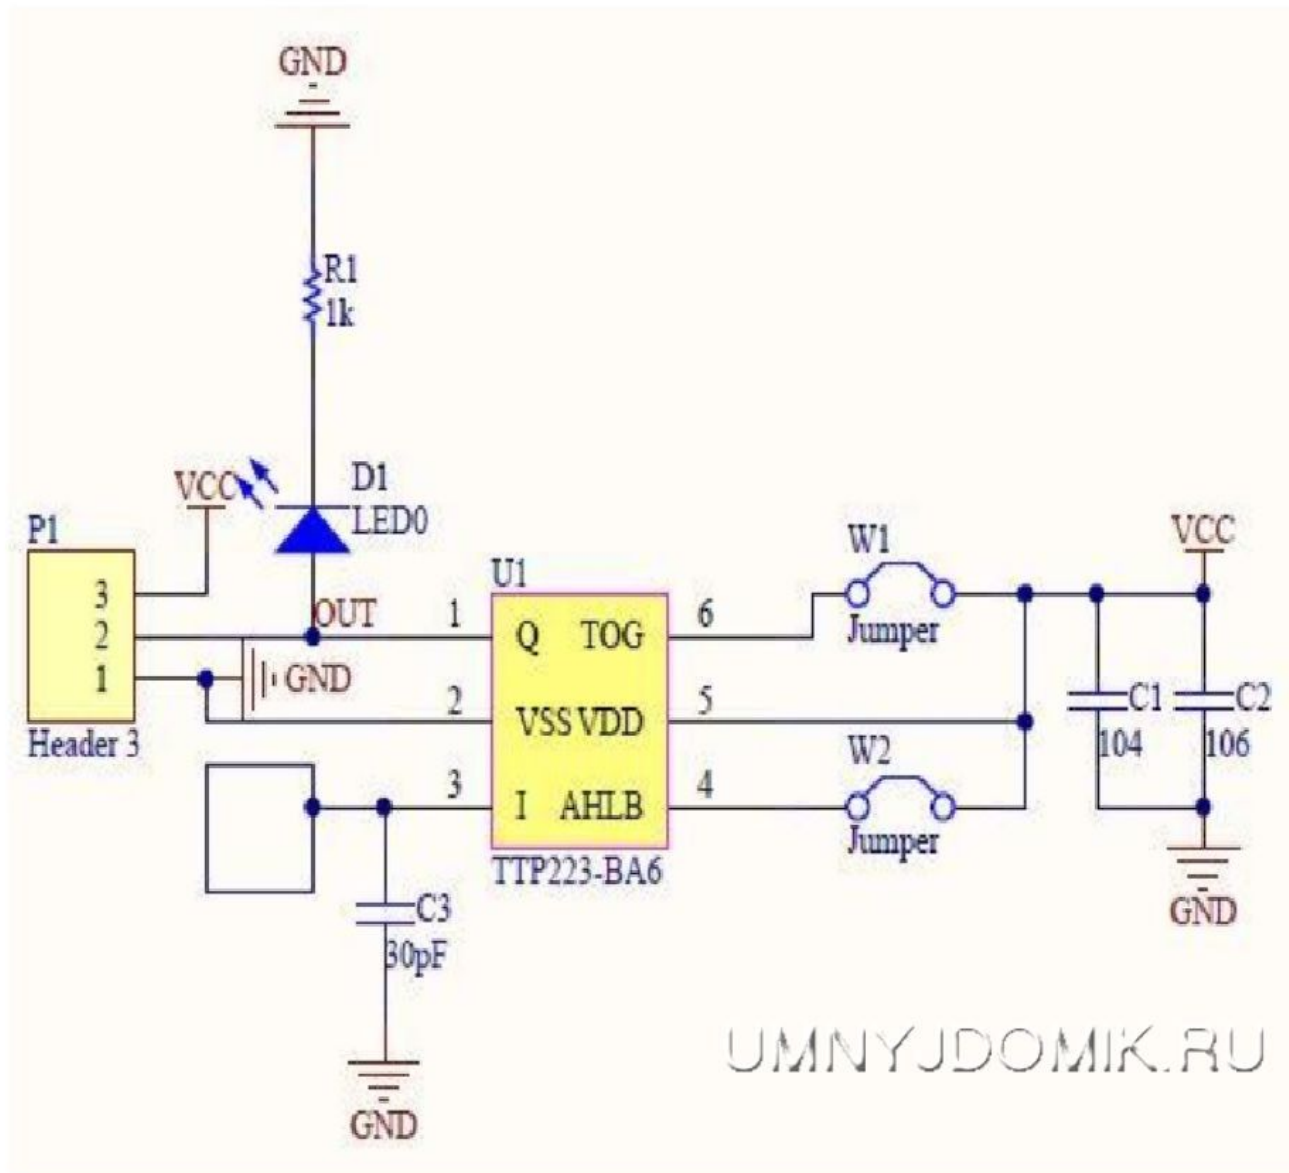 GND
R1
1k
VCC
D1
LED0
P1
3
2
1
Header 3
OUT
GND
U1
1
2
3
Q TOG
VSS VDD
I AHLB
6
5
4
TTP223-BA6
W1
Jumper
W2
Jumper
VCC
C1
104
C2
106
GND
C3
30pF
GND
UMNYJDOMIK.RU